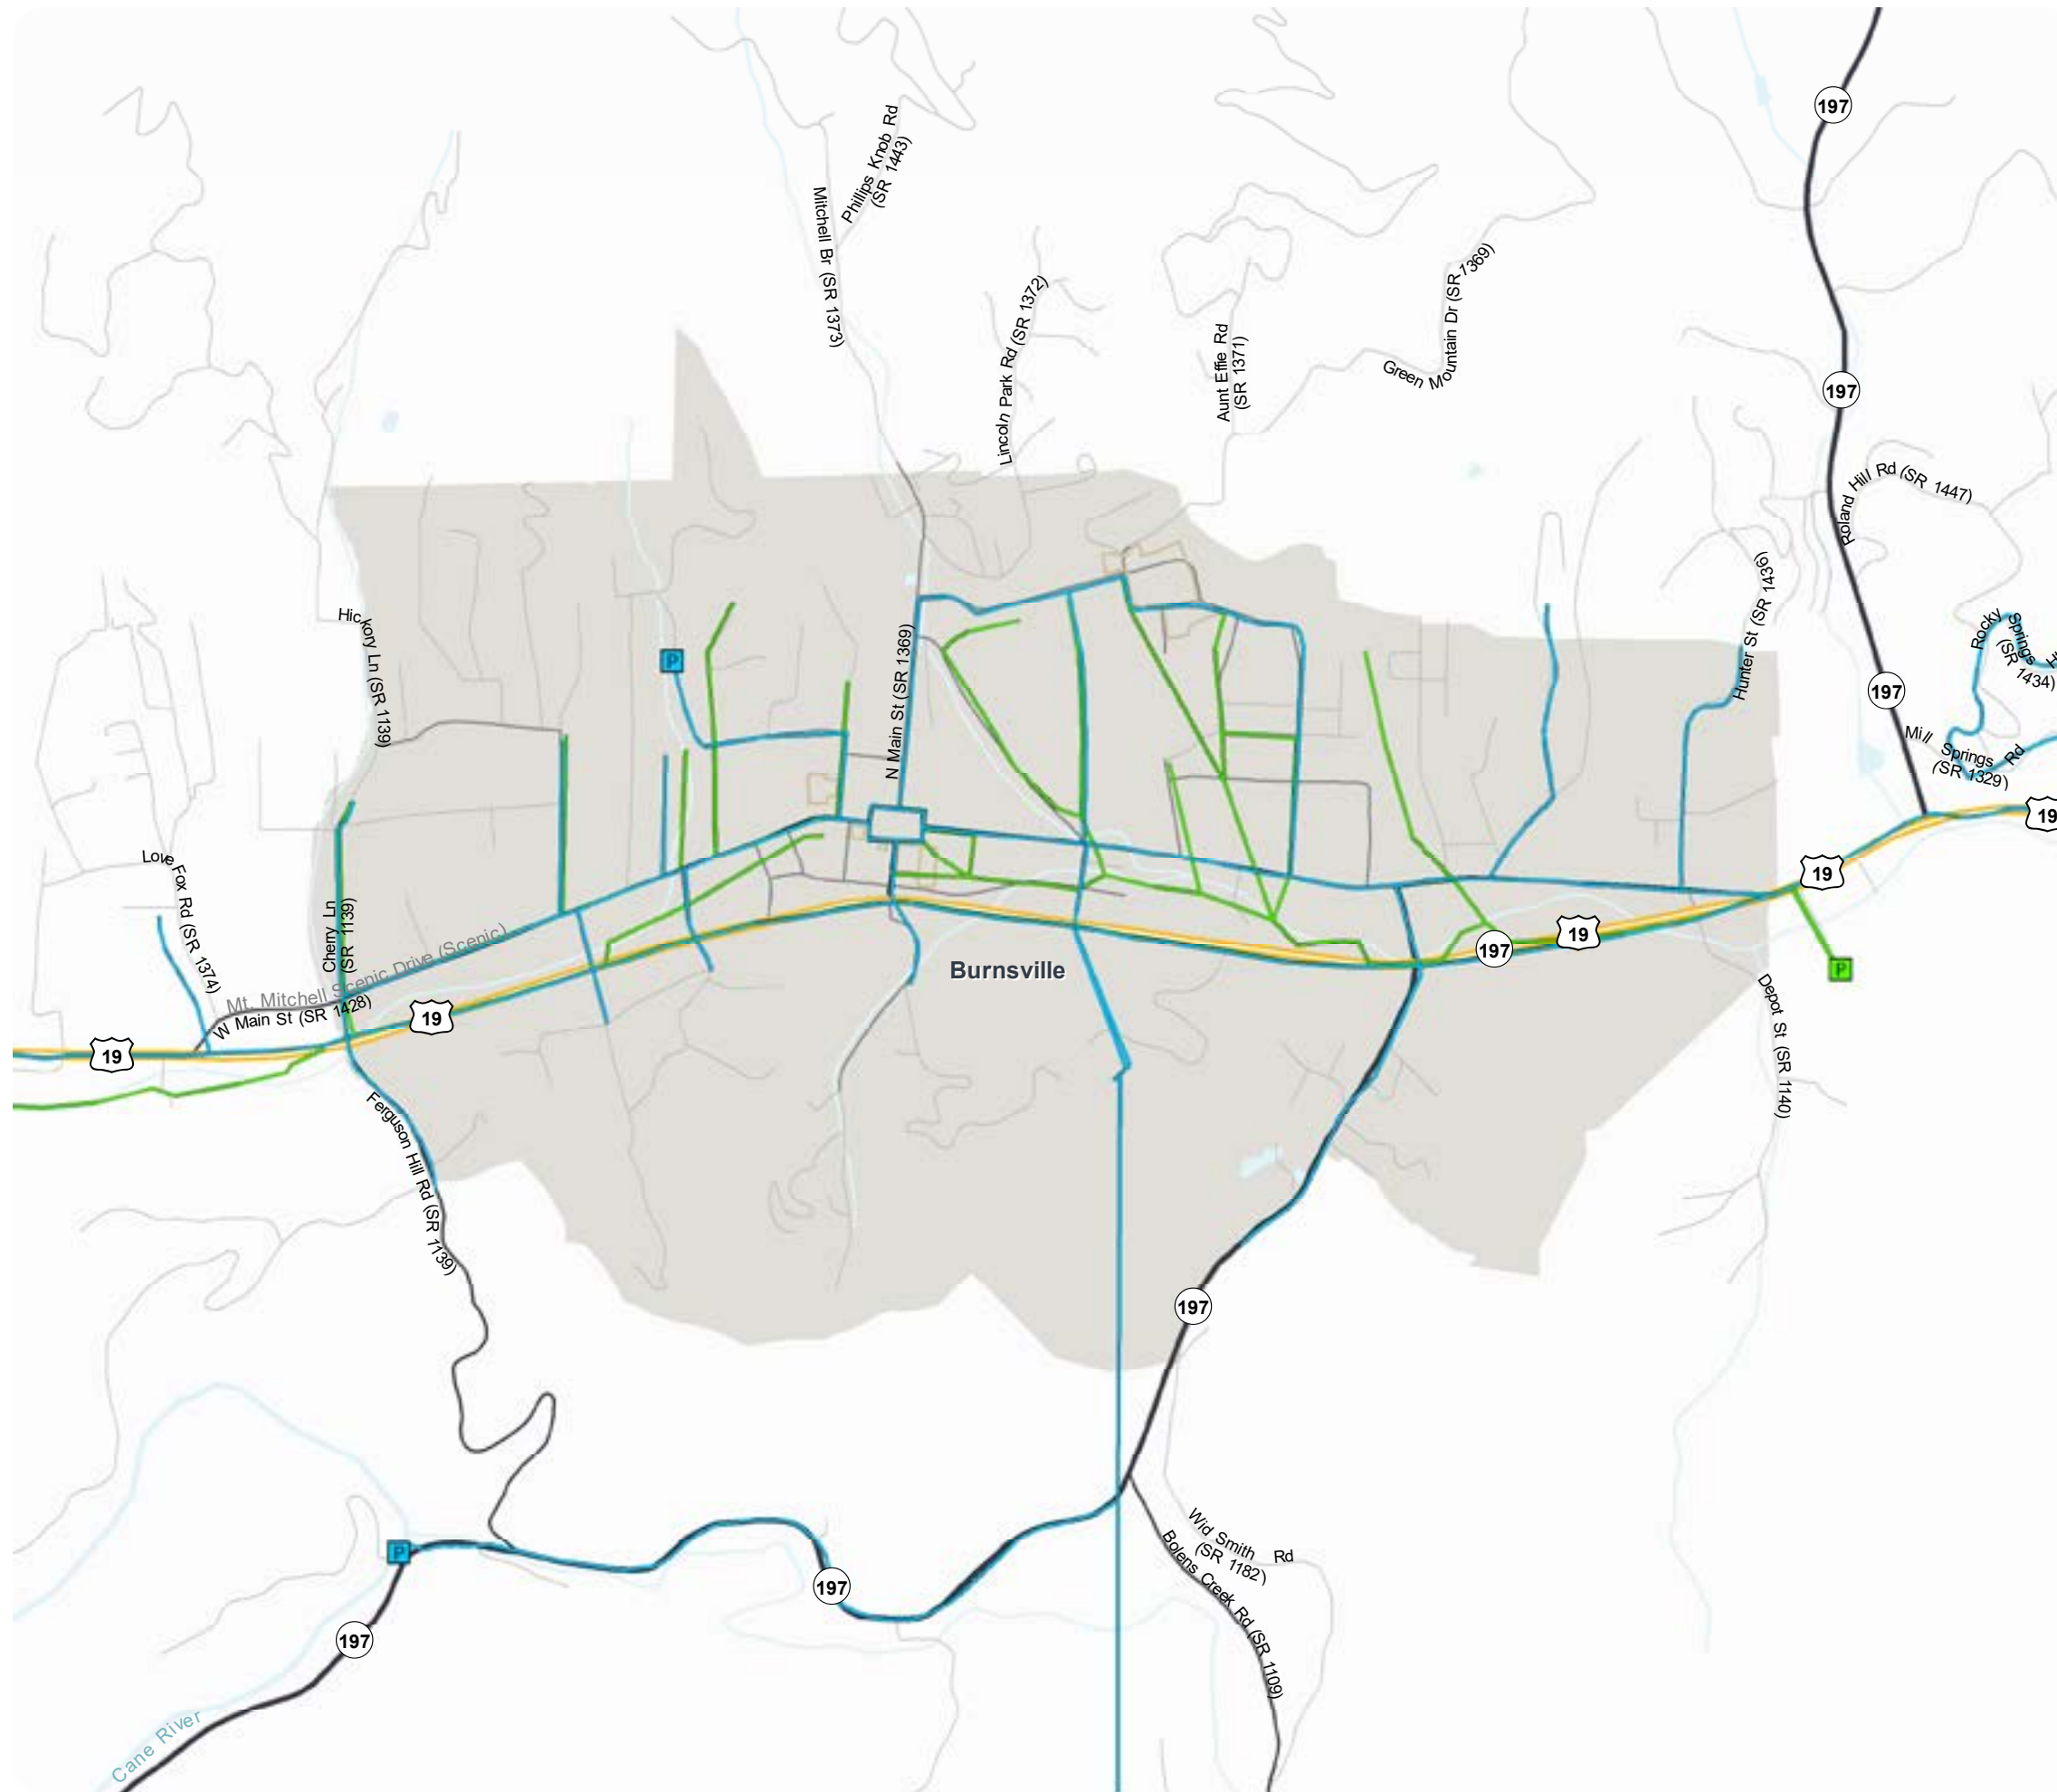 197
Phillips Knob Rd
(SR 1443)
Mitchell Br (SR 1373)
Lincoln Park Rd (SR 1372)
Aunt Effie Rd
(SR 1371)
Green Mountain Dr (SR 1369)
197
Roland Hill Rd (SR 1447)
Hunter St (SR 1436)
Hickory Ln (SR 1139)
N Main St (SR 1369)
P
197
Rocky Springs
(SR 1434)
Mill Springs Rd
(SR 1329)
19
Love Fox Rd (SR 1374)
Cherry Ln
(SR 1139)
19
Mt. Mitchell Scenic Drive (Scenic)
W Main St (SR 1428)
19
19
197
19
Burnsville
P
Depot St (SR 1140)
Ferguson Hill Rd (SR 1139)
197
P
197
Wid Smith Rd
(SR 1182)
Bolens Creek Rd (SR 1109)
197
Cane River